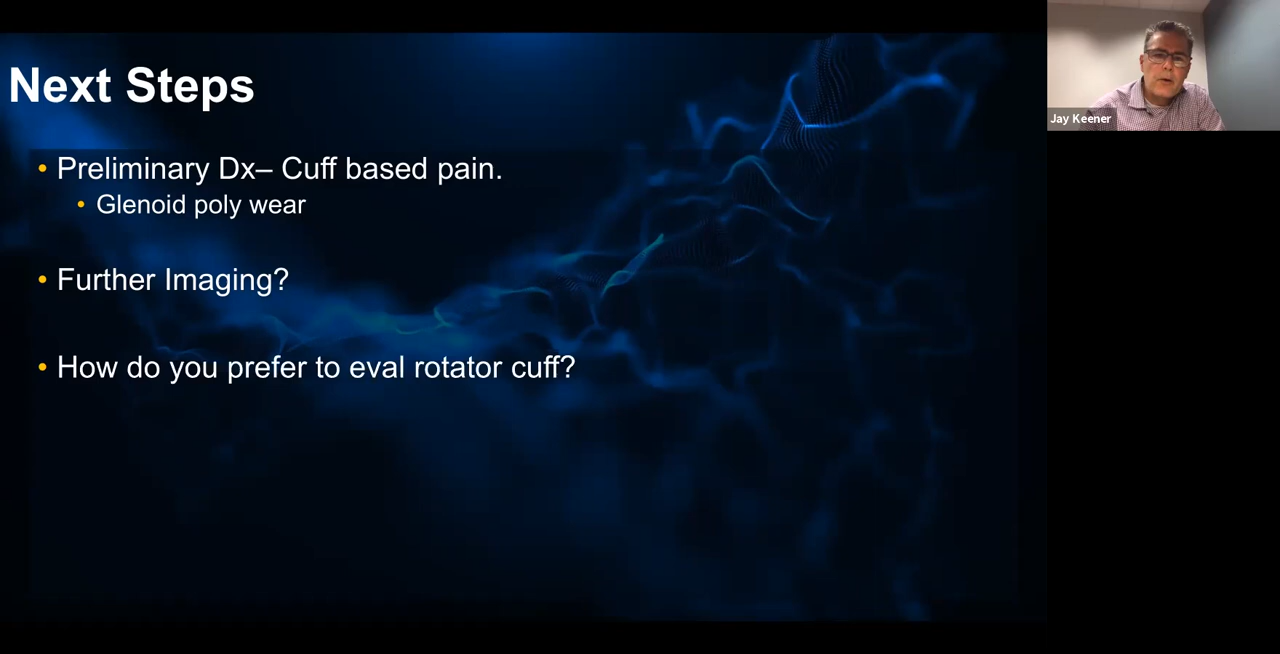 Next Steps
• Preliminary Dx– Cuff based pain.
• Glenoid poly wear
• Further Imaging?
• How do you prefer to eval rotator cuff?
Jay Keener